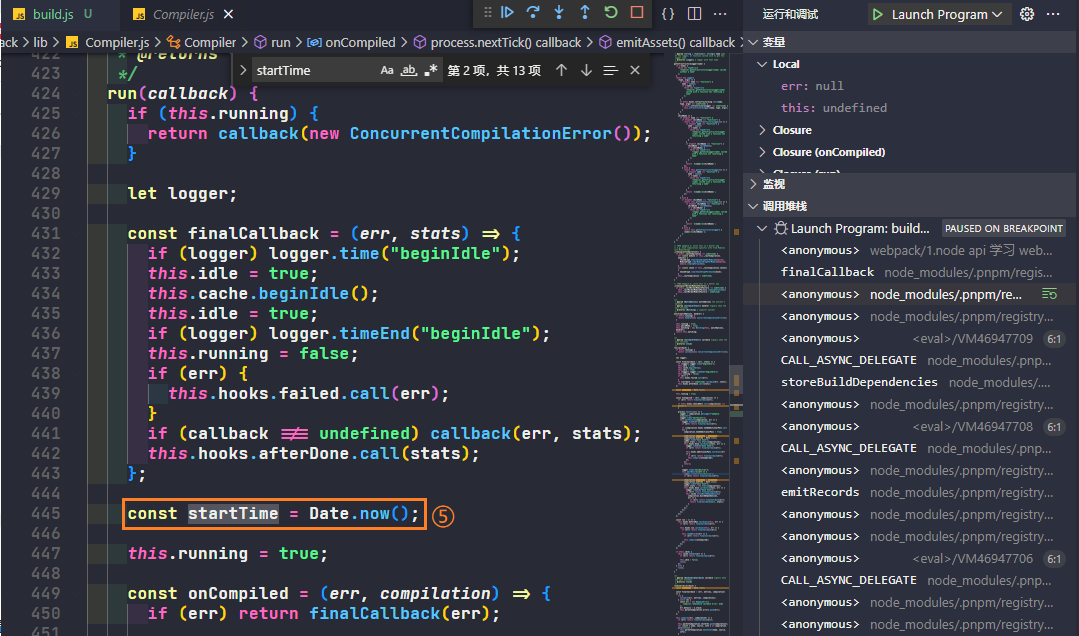 build.js U
Compiler.js
ack > lib > Compiler.js > Compiler > run > onCompiled > process.nextTick() callback > emitAssets() callback
startTime
Aa ab, .* 第 2 项，共 13 项
422 * @returns
423 */
424 run(callback) {
425 if (this.running) {
426 return callback(new ConcurrentCompilationError());
427 }
428
429 let logger;
430
431 const finalCallback = (err, stats) => {
432 if (logger) logger.time("beginIdle");
433 this.idle = true;
434 this.cache.beginIdle();
435 this.idle = true;
436 if (logger) logger.timeEnd("beginIdle");
437 this.running = false;
438 if (err) {
439 this.hooks.failed.call(err);
440 }
441 if (callback !== undefined) callback(err, stats);
442 this.hooks.afterDone.call(stats);
443 };
444
445 const startTime = Date.now(); ⑤
446
447 this.running = true;
448
449 const onCompiled = (err, compilation) => {
450 if (err) return finalCallback(err);
451
运行和调试 Launch Program
变量
Local
err: null
this: undefined
Closure
Closure (onCompiled)
Closure (run)
监视
调用堆栈
Launch Program: build... PAUSED ON BREAKPOINT
<anonymous> webpack/1.node api 学习 web...
finalCallback node_modules/.pnpm/regis...
<anonymous> node_modules/.pnpm/re...
<anonymous> node_modules/.pnpm/registry...
<anonymous> <eval>/VM46947709 6:1
CALL_ASYNC_DELEGATE node_modules/.pnp...
storeBuildDependencies node_modules/....
<anonymous> node_modules/.pnpm/registry...
<anonymous> <eval>/VM46947708 6:1
CALL_ASYNC_DELEGATE node_modules/.pnp...
<anonymous> node_modules/.pnpm/registry...
emitRecords node_modules/.pnpm/registry...
<anonymous> node_modules/.pnpm/registry...
<anonymous> node_modules/.pnpm/registry...
<anonymous> <eval>/VM46947706 6:1
CALL_ASYNC_DELEGATE node_modules/.pnp...
<anonymous> node_modules/.pnpm/registry...
<anonymous> node_modules/.pnpm/registry...